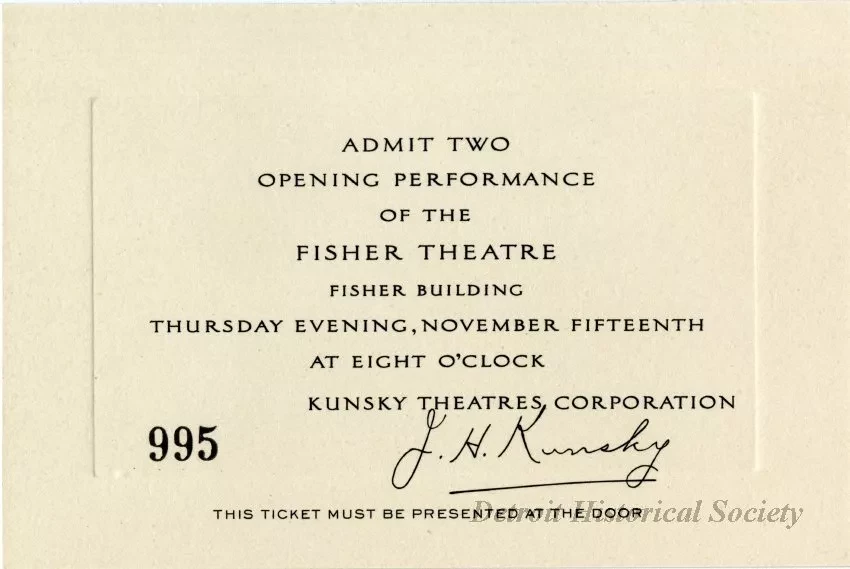 ADMIT TWO
OPENING PERFORMANCE
OF THE
FISHER THEATRE
FISHER BUILDING
THURSDAY EVENING, NOVEMBER FIFTEENTH
AT EIGHT O'CLOCK
KUNSKY THEATRES CORPORATION
995
J. H. Kunsky
THIS TICKET MUST BE PRESENTED AT THE DOOR
Detroit Historical Society